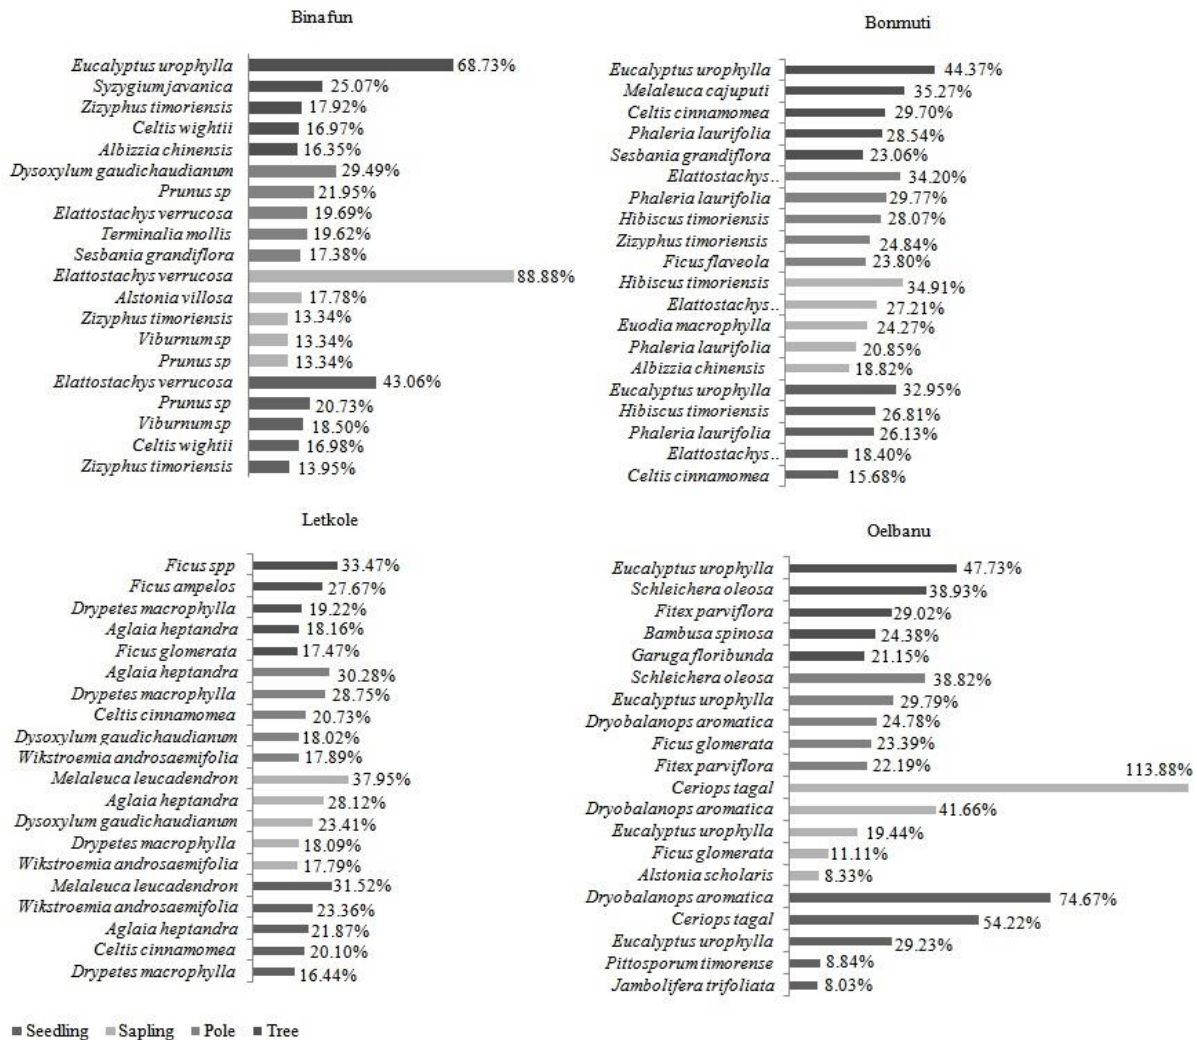 Binafun
Eucalyptus urophylla 68.73%
Syzygium javanica 25.07%
Zizyphus timoriensis 17.92%
Celtis wightii 16.97%
Albizzia chinensis 16.35%
Dysoxylum gaudichaudianum 29.49%
Prunus sp 21.95%
Elattostachys verrucosa 19.69%
Terminalia mollis 19.62%
Sesbania grandiflora 17.38%
Elattostachys verrucosa 88.88%
Alstonia villosa 17.78%
Zizyphus timoriensis 13.34%
Viburnum sp 13.34%
Prunus sp 13.34%
Elattostachys verrucosa 43.06%
Prunus sp 20.73%
Viburnum sp 18.50%
Celtis wightii 16.98%
Zizyphus timoriensis 13.95%
Bonmuti
Eucalyptus urophylla 44.37%
Melaleuca cajuputi 35.27%
Celtis cinnamomea 29.70%
Phaleria laurifolia 28.54%
Sesbania grandiflora 23.06%
Elattostachys.. 34.20%
Phaleria laurifolia 29.77%
Hibiscus timoriensis 28.07%
Zizyphus timoriensis 24.84%
Ficus flaveola 23.80%
Hibiscus timoriensis 34.91%
Elattostachys.. 27.21%
Euodia macrophylla 24.27%
Phaleria laurifolia 20.85%
Albizzia chinensis 18.82%
Eucalyptus urophylla 32.95%
Hibiscus timoriensis 26.81%
Phaleria laurifolia 26.13%
Elattostachys.. 18.40%
Celtis cinnamomea 15.68%
Letkole
Ficus spp 33.47%
Ficus ampelos 27.67%
Drypetes macrophylla 19.22%
Aglaia heptandra 18.16%
Ficus glomerata 17.47%
Aglaia heptandra 30.28%
Drypetes macrophylla 28.75%
Celtis cinnamomea 20.73%
Dysoxylum gaudichaudianum 18.02%
Wikstroemia androsaemifolia 17.89%
Melaleuca leucadendron 37.95%
Aglaia heptandra 28.12%
Dysoxylum gaudichaudianum 23.41%
Drypetes macrophylla 18.09%
Wikstroemia androsaemifolia 17.79%
Melaleuca leucadendron 31.52%
Wikstroemia androsaemifolia 23.36%
Aglaia heptandra 21.87%
Celtis cinnamomea 20.10%
Drypetes macrophylla 16.44%
Oelbanu
Eucalyptus urophylla 47.73%
Schleichera oleosa 38.93%
Fitex parviflora 29.02%
Bambusa spinosa 24.38%
Garuga floribunda 21.15%
Schleichera oleosa 38.82%
Eucalyptus urophylla 29.79%
Dryobalanops aromatica 24.78%
Ficus glomerata 23.39%
Fitex parviflora 22.19%
Ceriops tagal 113.88%
Dryobalanops aromatica 41.66%
Eucalyptus urophylla 19.44%
Ficus glomerata 11.11%
Alstonia scholaris 8.33%
Dryobalanops aromatica 74.67%
Ceriops tagal 54.22%
Eucalyptus urophylla 29.23%
Pittosporum timorense 8.84%
Jambolifera trifoliata 8.03%
Seedling Sapling Pole Tree